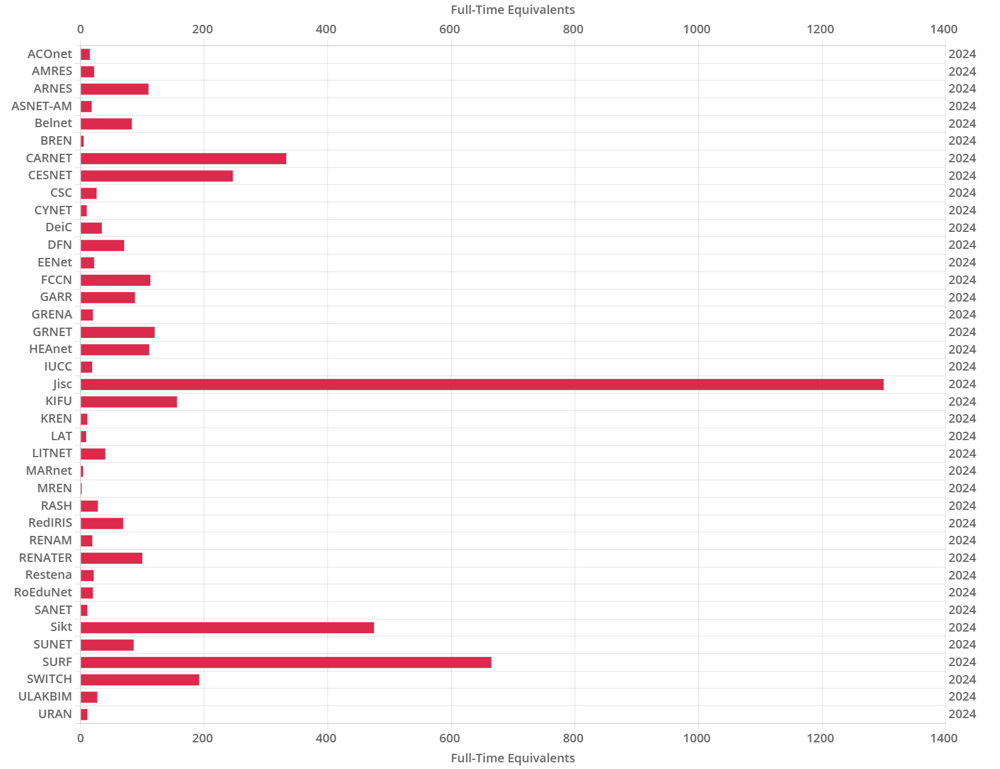 Full-Time Equivalents
0 200 400 600 800 1000 1200 1400
ACOnet 2024
AMRES 2024
ARNES 2024
ASNET-AM 2024
Belnet 2024
BREN 2024
CARNET 2024
CESNET 2024
CSC 2024
CYNET 2024
DeiC 2024
DFN 2024
EENet 2024
FCCN 2024
GARR 2024
GRENA 2024
GRNET 2024
HEAnet 2024
IUCC 2024
Jisc 2024
KIFU 2024
KREN 2024
LAT 2024
LITNET 2024
MARnet 2024
MREN 2024
RASH 2024
RedIRIS 2024
RENAM 2024
RENATER 2024
Restena 2024
RoEduNet 2024
SANET 2024
Sikt 2024
SUNET 2024
SURF 2024
SWITCH 2024
ULAKBIM 2024
URAN 2024
0 200 400 600 800 1000 1200 1400
Full-Time Equivalents